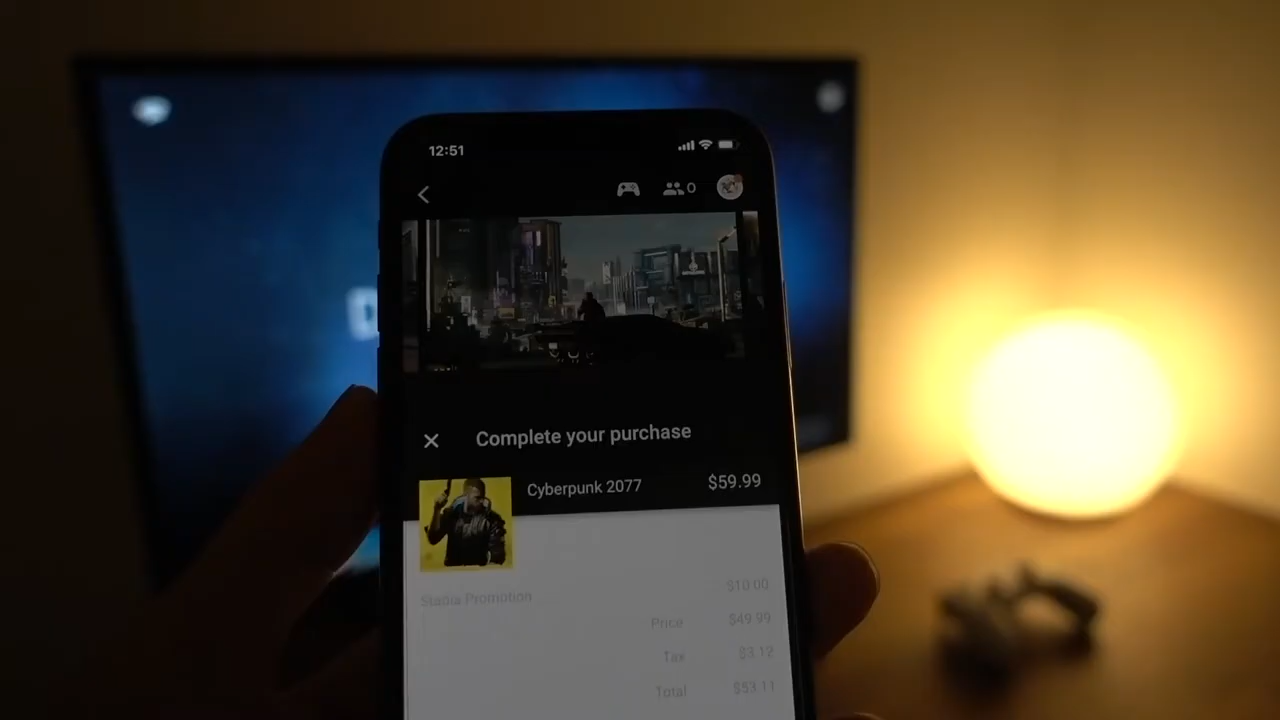 12:51
0
Complete your purchase
Cyberpunk 2077 $59.99
Stadia Promotion $10.00
Price $49.99
Tax $3.12
Total $53.11